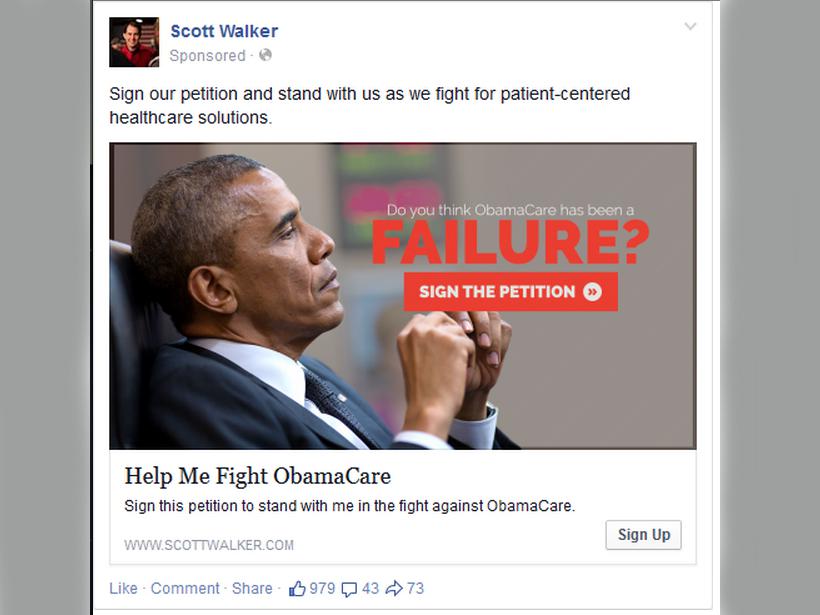 Scott Walker
Sponsored ·
Sign our petition and stand with us as we fight for patient-centered
healthcare solutions.
Do you think ObamaCare has been a
FAILURE?
SIGN THE PETITION »
Help Me Fight ObamaCare
Sign this petition to stand with me in the fight against ObamaCare.
Sign Up
WWW.SCOTTWALKER.COM
Like · Comment · Share · 979 43 73